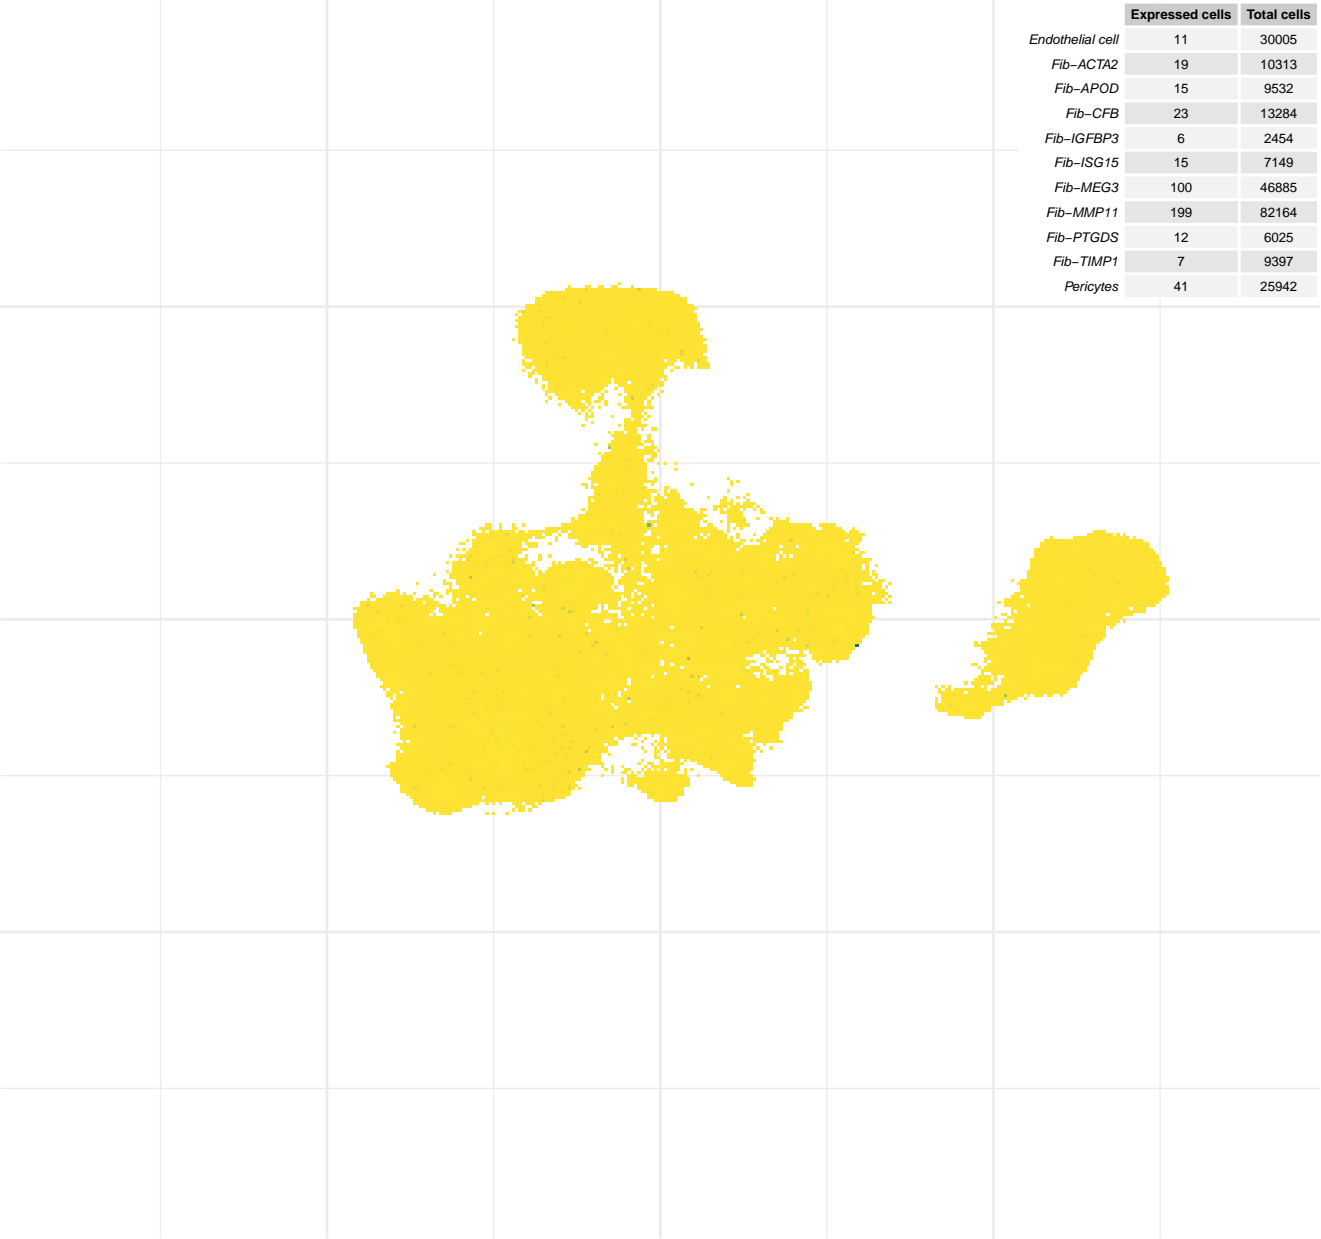 Expressed cells Total cells
Endothelial cell 11 30005
Fib−ACTA2 19 10313
Fib−APOD 15 9532
Fib−CFB 23 13284
Fib−IGFBP3 6 2454
Fib−ISG15 15 7149
Fib−MEG3 100 46885
Fib−MMP11 199 82164
Fib−PTGDS 12 6025
Fib−TIMP1 7 9397
Pericytes 41 25942